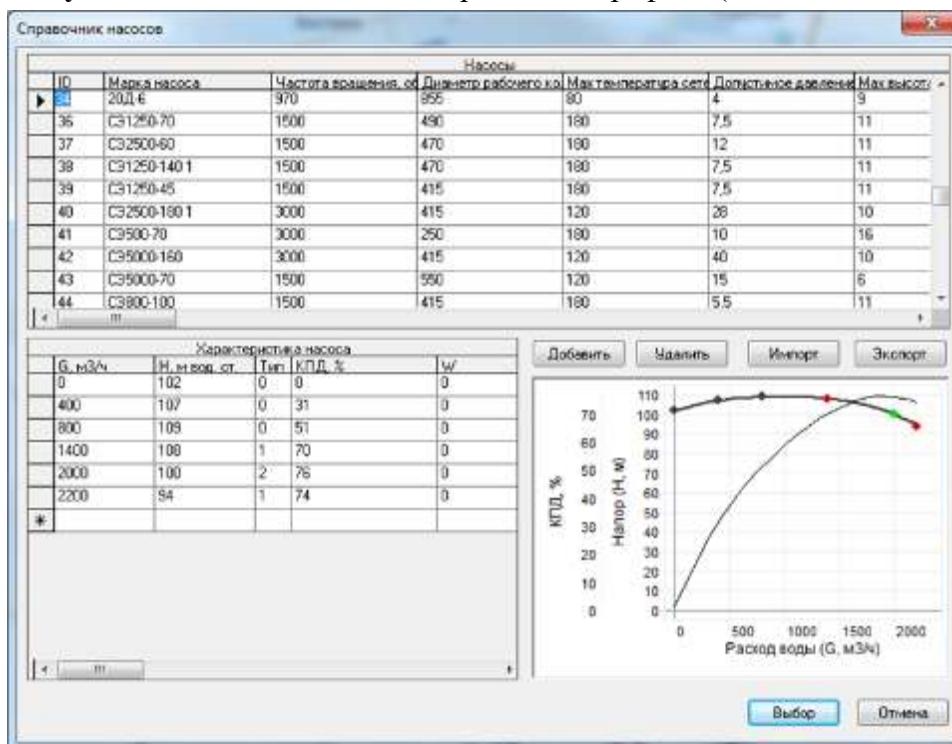 Справочник насосов
Насосы
ID Марка насоса Частота вращения, об Диаметр рабочего ко Мах температура сете Допустимое давление Мах высота
34 20Д-6 970 855 80 4 9
36 СЭ1250-70 1500 490 180 7,5 11
37 СЭ2500-60 1500 470 180 12 11
38 СЭ1250-140 1 1500 470 180 7,5 11
39 СЭ1250-45 1500 415 180 7,5 11
40 СЭ2500-180 1 3000 415 120 28 10
41 СЭ500-70 3000 250 180 10 16
42 СЭ5000-160 3000 415 120 40 10
43 СЭ5000-70 1500 550 120 15 6
44 СЭ800-100 1500 415 180 5,5 11
Характеристика насоса
G, м3/ч Н, м вод. ст. Тип КПД, % W
0 102 0 0 0
400 107 0 31 0
800 109 0 51 0
1400 108 1 70 0
2000 100 2 76 0
2200 94 1 74 0
Добавить Удалить Импорт Экспорт
КПД, %
70
60
50
40
30
20
10
0
Напор (Н, м)
110
100
90
80
70
60
50
40
30
20
10
0
0 500 1000 1500 2000
Расход воды (G, м3/ч)
Выбор Отмена